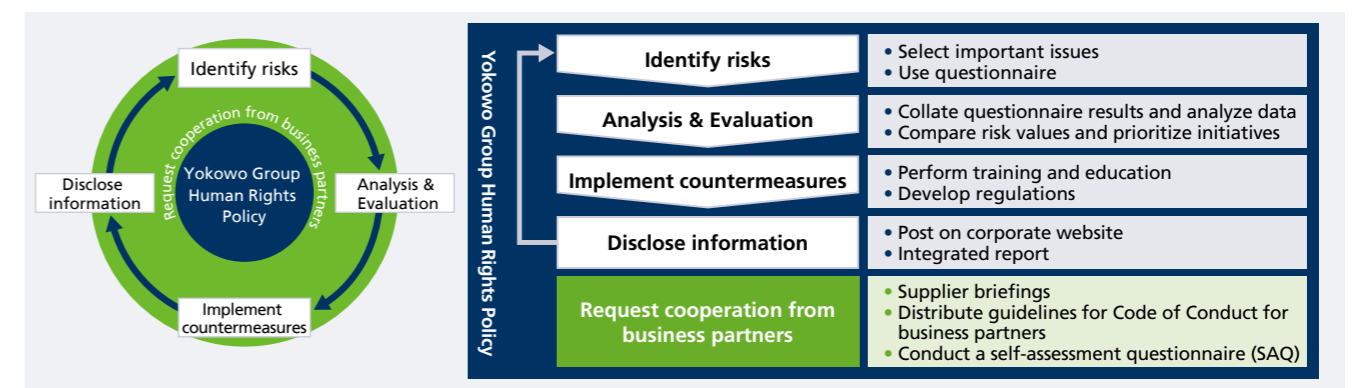 Identify risks
Request cooperation from business partners
Yokowo Group
Human Rights
Policy
Disclose
information
Analysis &
Evaluation
Implement
countermeasures
Yokowo Group Human Rights Policy
Identify risks
• Select important issues
• Use questionnaire
Analysis & Evaluation
• Collate questionnaire results and analyze data
• Compare risk values and prioritize initiatives
Implement countermeasures
• Perform training and education
• Develop regulations
Disclose information
• Post on corporate website
• Integrated report
Request cooperation from
business partners
• Supplier briefings
• Distribute guidelines for Code of Conduct for
business partners
• Conduct a self-assessment questionnaire (SAQ)